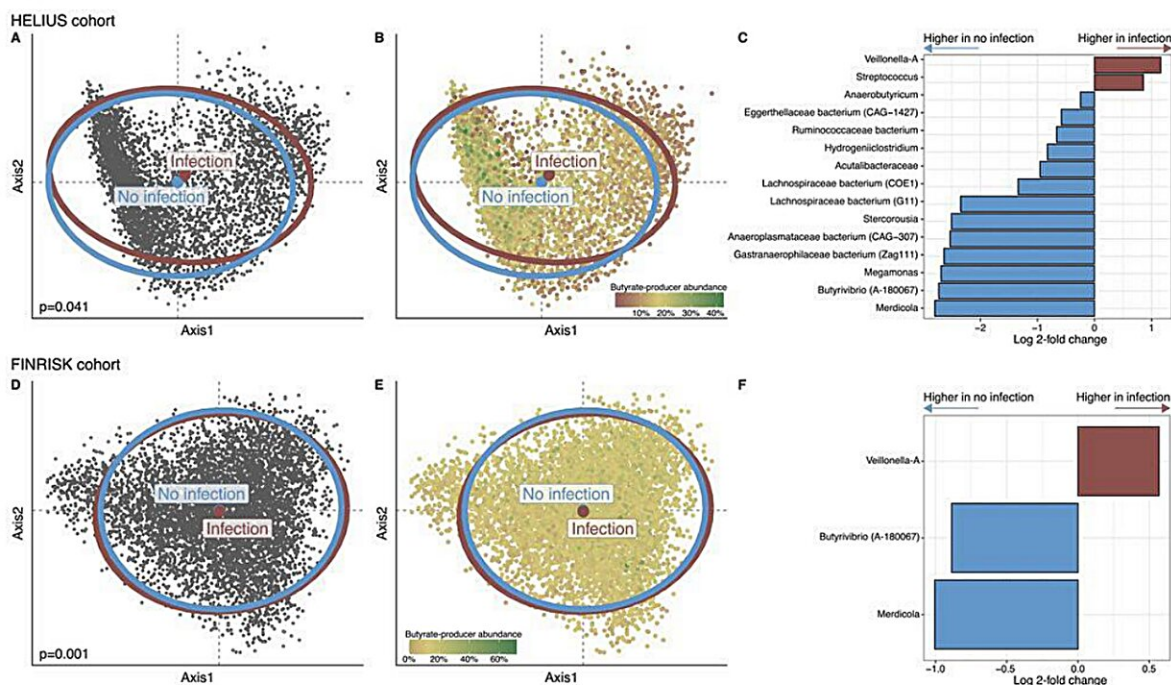 HELIUS cohort
A
Axis2
Infection
No infection
p=0.041
Axis1
B
Axis2
Infection
No infection
Butyrate-producer abundance
10% 20% 30% 40%
Axis1
C
Higher in no infection
Higher in infection
Veillonella-A
Streptococcus
Anaerobutyricum
Eggerthellaceae bacterium (CAG-1427)
Ruminococcaceae bacterium
Hydrogeniiclostridium
Acutalibacteraceae
Lachnospiraceae bacterium (COE1)
Lachnospiraceae bacterium (G11)
Stercorousia
Anaeroplasmataceae bacterium (CAG-307)
Gastranaerophilaceae bacterium (Zag111)
Megamonas
Butyrivibrio (A-180067)
Merdicola
-2 -1 0 1
Log 2-fold change
FINRISK cohort
D
Axis2
No infection
Infection
p=0.001
Axis1
E
Axis2
No infection
Infection
Butyrate-producer abundance
0% 20% 40% 60%
Axis1
F
Higher in no infection
Higher in infection
Veillonella-A
Butyrivibrio (A-180067)
Merdicola
-1.0 -0.5 0.0 0.5
Log 2-fold change